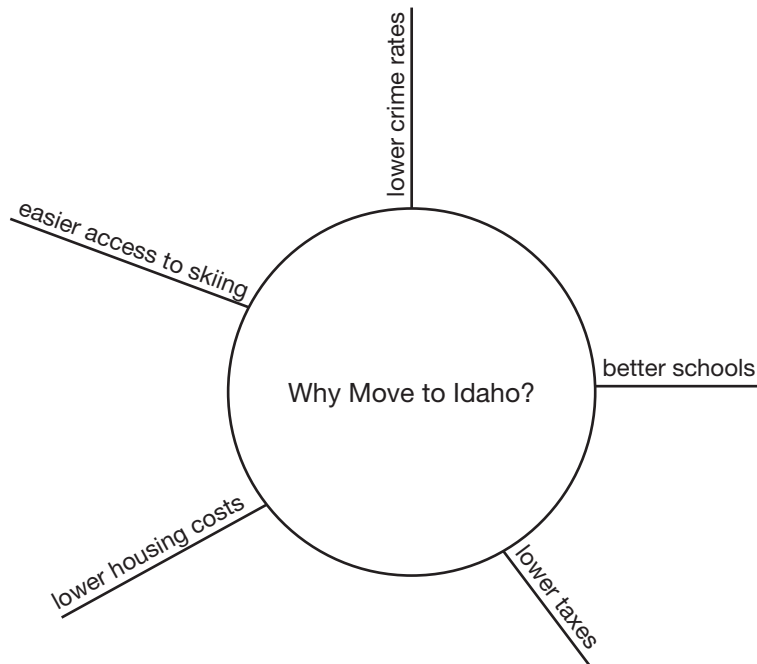 lower crime rates
easier access to skiing
better schools
Why Move to Idaho?
lower housing costs
lower taxes